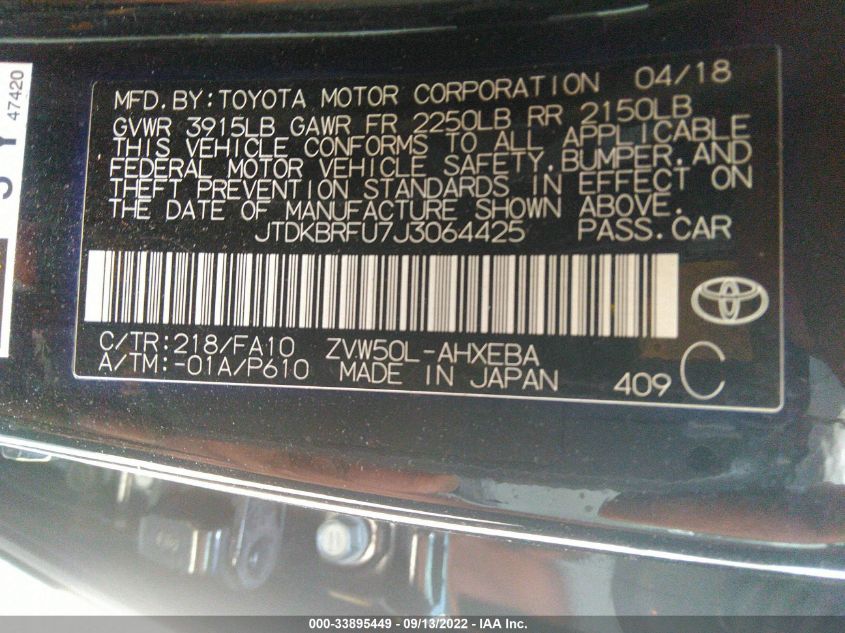 MFD.BY:TOYOTA MOTOR CORPORATION 04/18
GVWR 3915LB GAWR FR 2250LB RR 2150LB
THIS VEHICLE CONFORMS TO ALL APPLICABLE
FEDERAL MOTOR VEHICLE SAFETY,BUMPER,AND
THEFT PREVENTION STANDARDS IN EFFECT ON
THE DATE OF MANUFACTURE SHOWN ABOVE.
JTDKBRFU7J3064425 PASS.CAR
C/TR:218/FA10 ZVW50L-AHXEBA
A/TM:-01A/P610 MADE IN JAPAN 409 C
47420
000-33895449 - 09/13/2022 - IAA Inc.